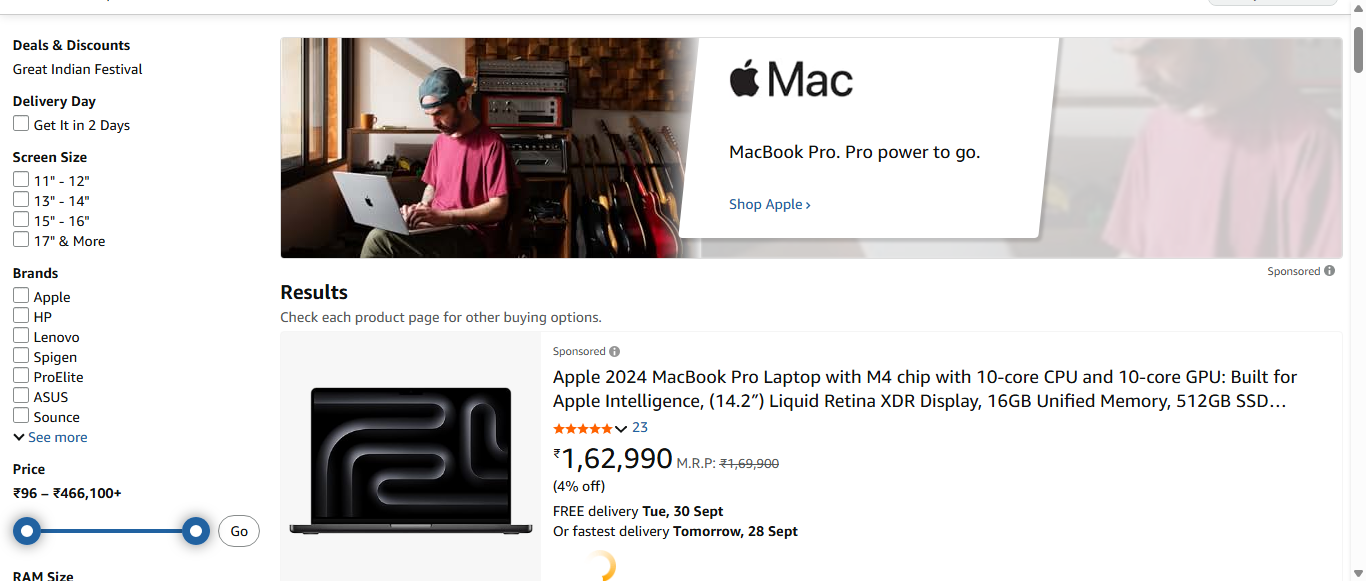 Deals & Discounts
Great Indian Festival
Delivery Day
Get It in 2 Days
Screen Size
11" - 12"
13" - 14"
15" - 16"
17" & More
Brands
Apple
HP
Lenovo
Spigen
ProElite
ASUS
Sounce
See more
Price
₹96 – ₹466,100+
Go
RAM Size
Mac
MacBook Pro. Pro power to go.
Shop Apple ›
Sponsored
Results
Check each product page for other buying options.
Sponsored
Apple 2024 MacBook Pro Laptop with M4 chip with 10-core CPU and 10-core GPU: Built for
Apple Intelligence, (14.2″) Liquid Retina XDR Display, 16GB Unified Memory, 512GB SSD…
23
₹1,62,990 M.R.P: ₹1,69,900
(4% off)
FREE delivery Tue, 30 Sept
Or fastest delivery Tomorrow, 28 Sept